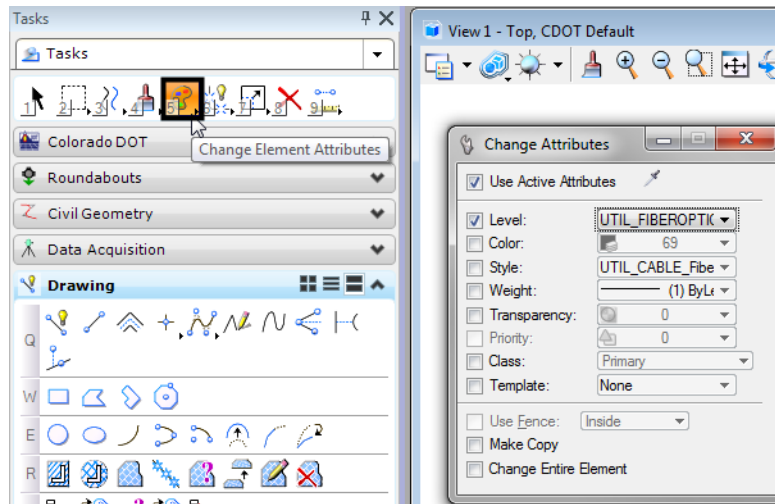 Tasks
Tasks
1 2 3 4 5 6 7 8 9
Change Element Attributes
Colorado DOT
Roundabouts
Civil Geometry
Data Acquisition
Drawing
Q
W
E
R
View 1 - Top, CDOT Default
Change Attributes
Use Active Attributes
Level: UTIL_FIBEROPTIC
Color: 69
Style: UTIL_CABLE_Fibe
Weight: (1) ByLe
Transparency: 0
Priority: 0
Class: Primary
Template: None
Use Fence: Inside
Make Copy
Change Entire Element